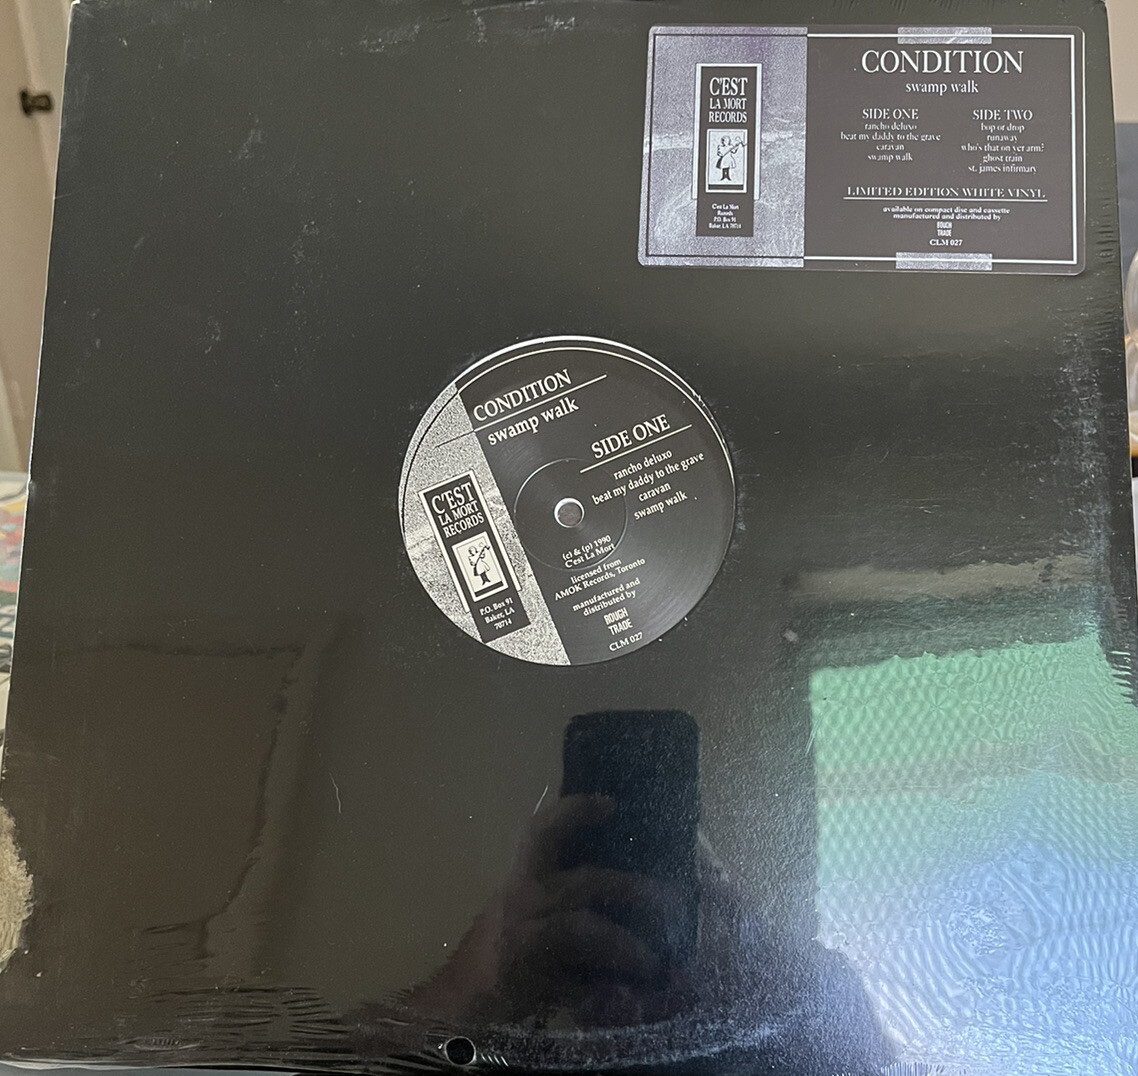 C'EST
LA MORT
RECORDS
C'est La Mort
Records
P.O. Box 91
Baker, LA 70714
CONDITION
swamp walk
SIDE ONE
rancho deluxo
beat my daddy to the grave
caravan
swamp walk
SIDE TWO
bop or drop
runaway
who's that on yer arm?
ghost train
st. james infirmary
LIMITED EDITION WHITE VINYL
available on compact disc and cassette
manufactured and distributed by
ROUGH
TRADE
CLM 027
CONDITION
swamp walk
SIDE ONE
rancho deluxo
beat my daddy to the grave
caravan
swamp walk
C'EST
LA MORT
RECORDS
P.O. Box 91
Baker, LA
70714
(c) & (p) 1990
C'est La Mort
licensed from
AMOK Records, Toronto
manufactured and
distributed by
ROUGH
TRADE
CLM 027